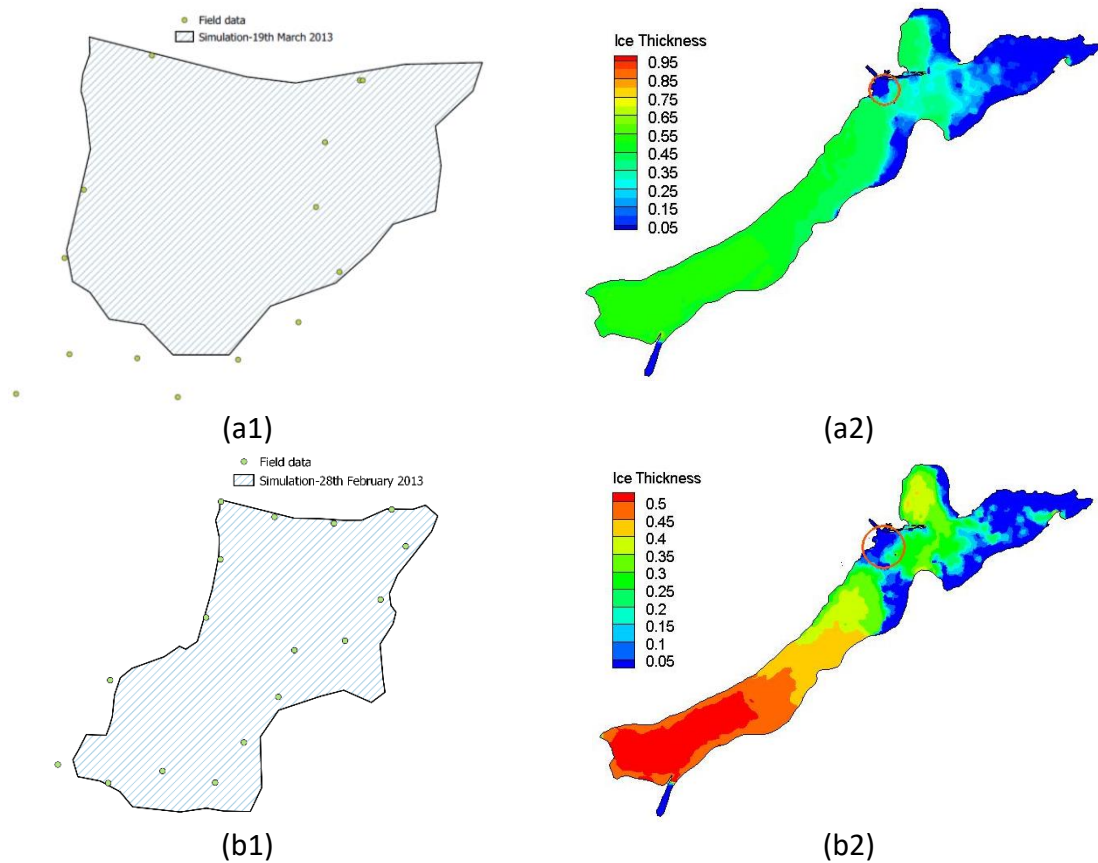 Field data
Simulation-19th March 2013
Ice Thickness
0.95
0.85
0.75
0.65
0.55
0.45
0.35
0.25
0.15
0.05
(a1)
(a2)
Field data
Simulation-28th February 2013
Ice Thickness
0.5
0.45
0.4
0.35
0.3
0.25
0.2
0.15
0.1
0.05
(b1)
(b2)